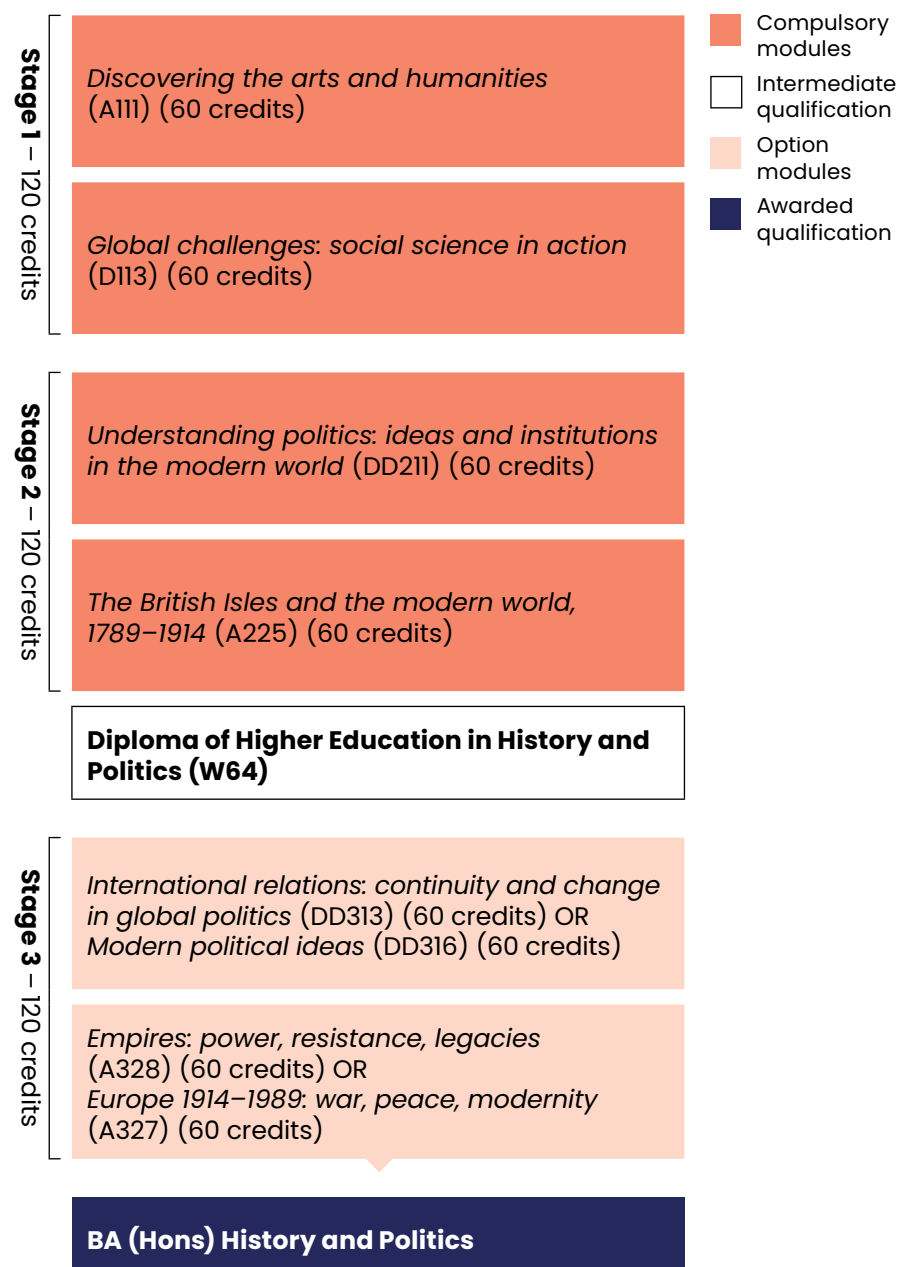 Stage 1 – 120 credits
Discovering the arts and humanities
(A111) (60 credits)
Global challenges: social science in action
(D113) (60 credits)
Compulsory
modules
Intermediate
qualification
Option
modules
Awarded
qualification
Stage 2 – 120 credits
Understanding politics: ideas and institutions
in the modern world (DD211) (60 credits)
The British Isles and the modern world,
1789–1914 (A225) (60 credits)
Diploma of Higher Education in History and
Politics (W64)
Stage 3 – 120 credits
International relations: continuity and change
in global politics (DD313) (60 credits) OR
Modern political ideas (DD316) (60 credits)
Empires: power, resistance, legacies
(A328) (60 credits) OR
Europe 1914–1989: war, peace, modernity
(A327) (60 credits)
BA (Hons) History and Politics